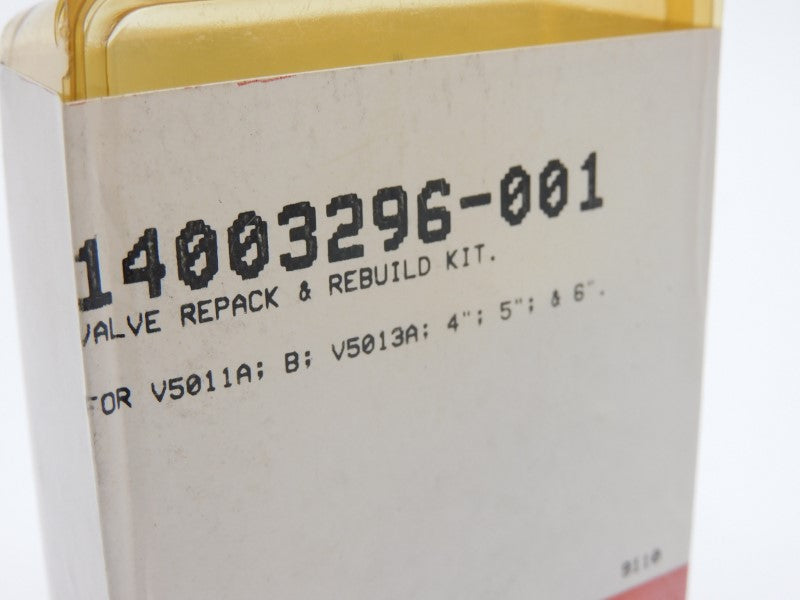 14003296-001
VALVE REPACK & REBUILD KIT.
FOR V5011A; B; V5013A; 4"; 5"; & 6".
9110